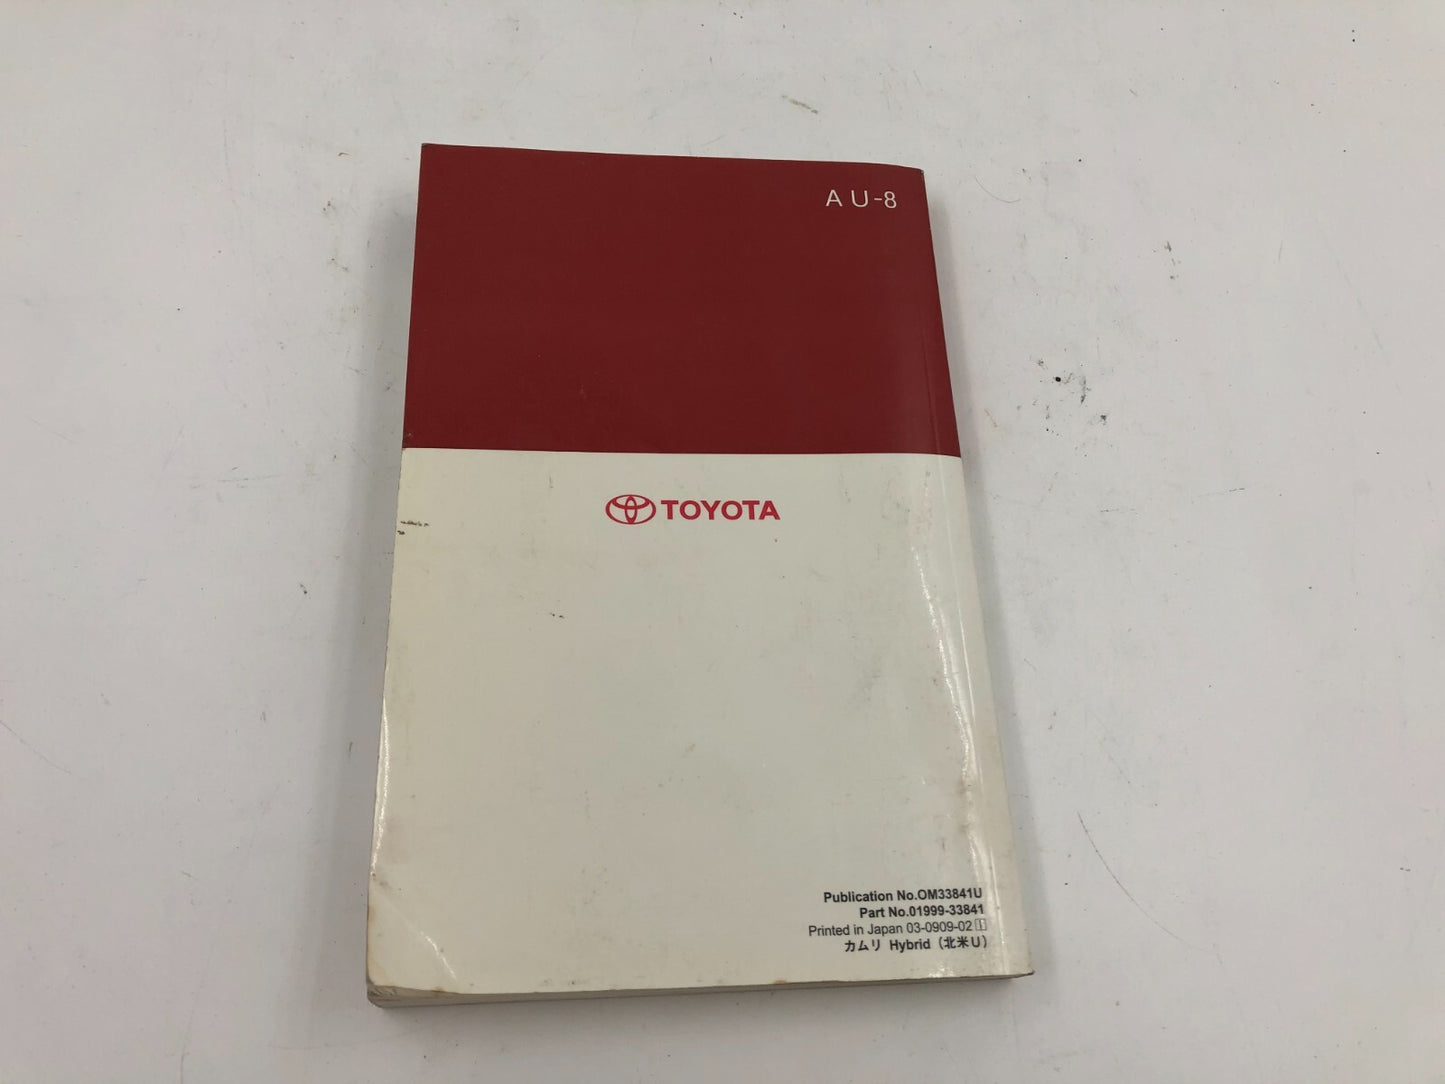 A U-8
TOYOTA
Publication No.OM33841U
Part No.01999-33841
Printed in Japan 03-0909-02
カムリ Hybrid（北米U）